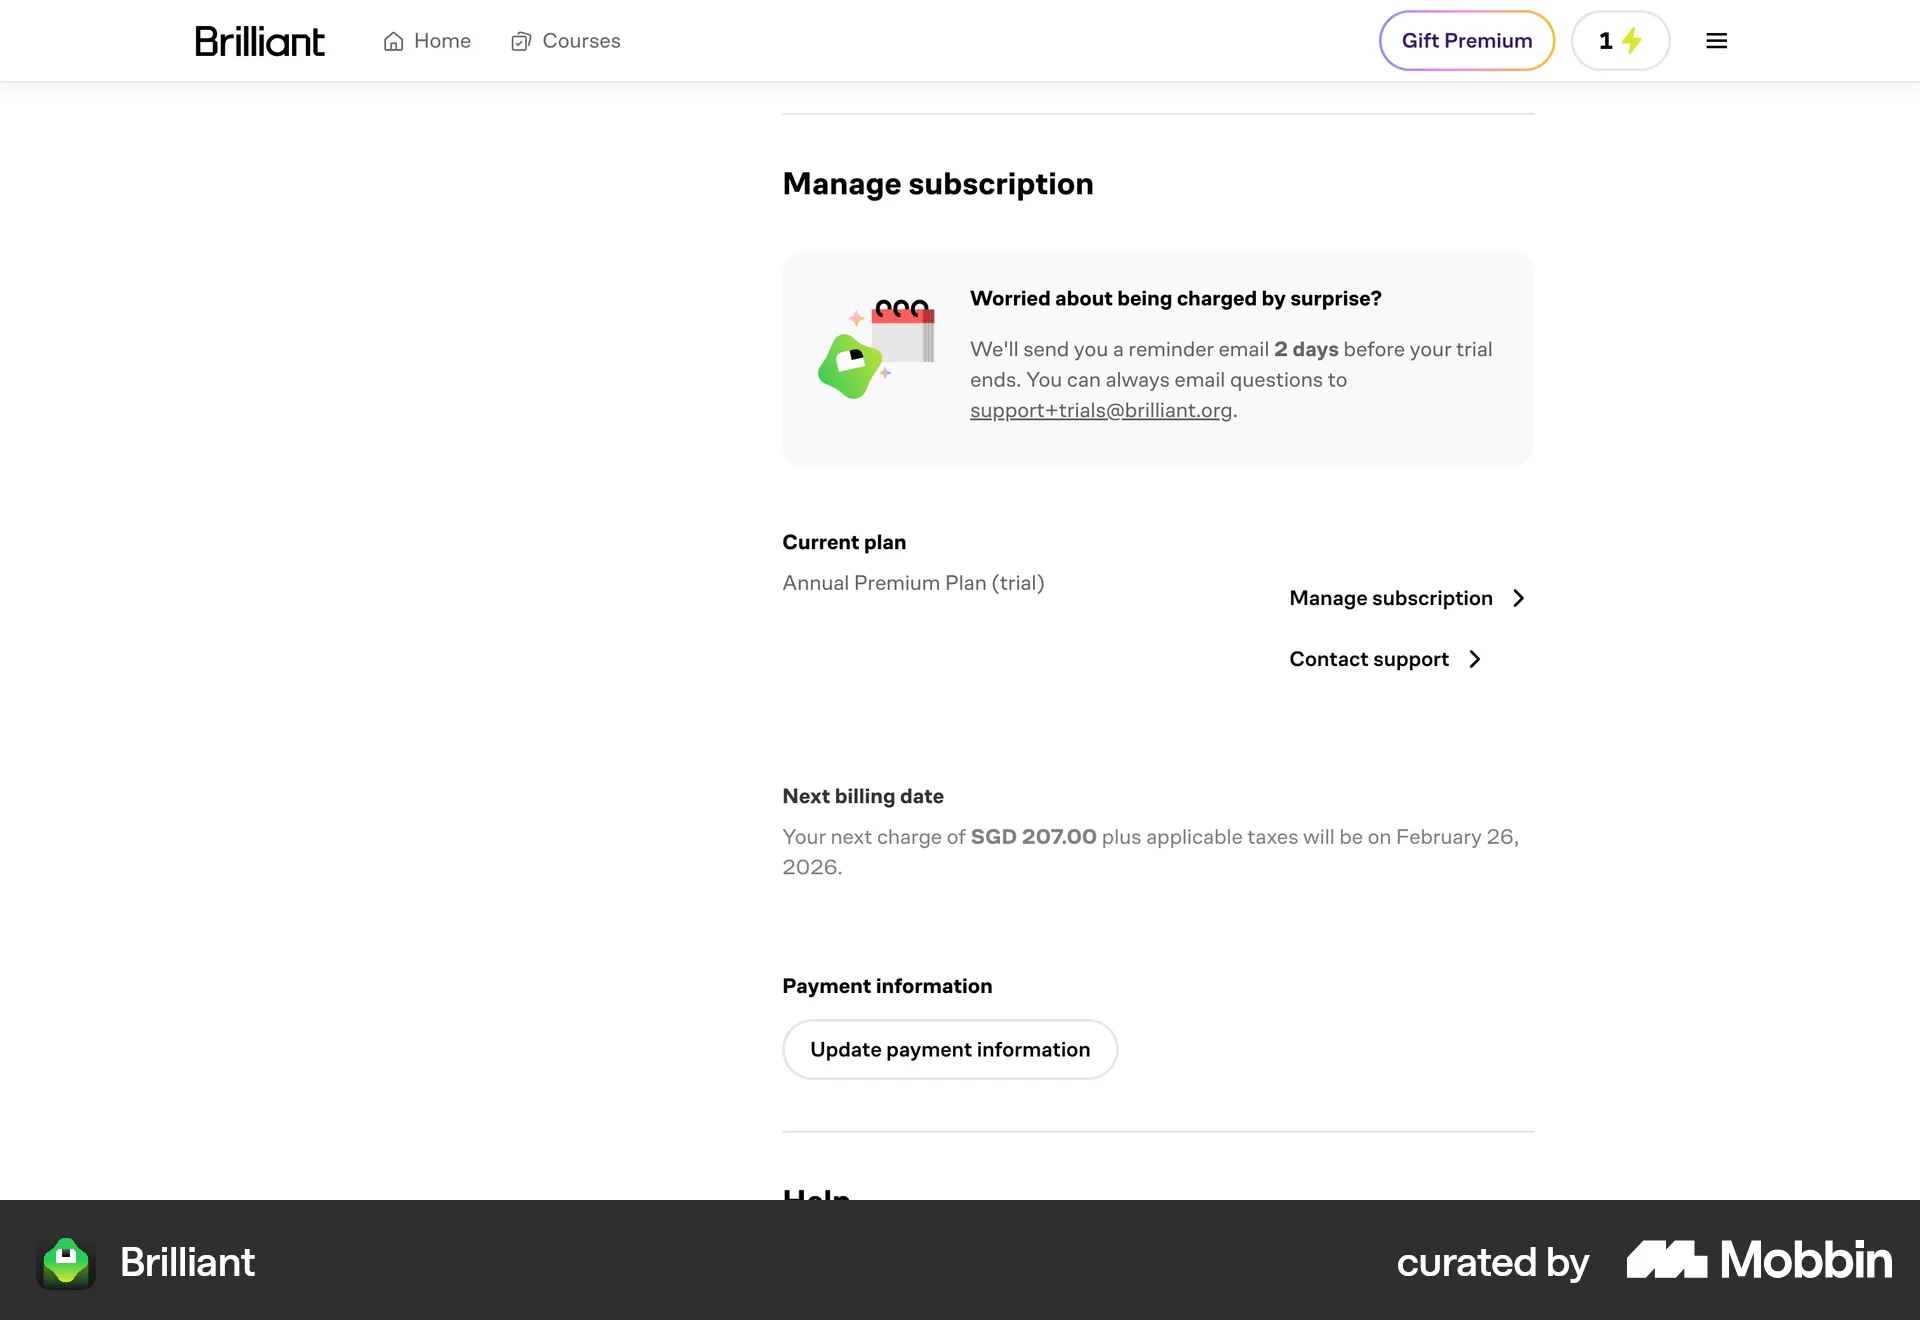 Brilliant
Home
Courses
Gift Premium
1
Manage subscription
Worried about being charged by surprise?
We'll send you a reminder email 2 days before your trial
ends. You can always email questions to
support+trials@brilliant.org.
Current plan
Annual Premium Plan (trial)
Manage subscription
Contact support
Next billing date
Your next charge of SGD 207.00 plus applicable taxes will be on February 26,
2026.
Payment information
Update payment information
Help
Brilliant
curated by Mobbin